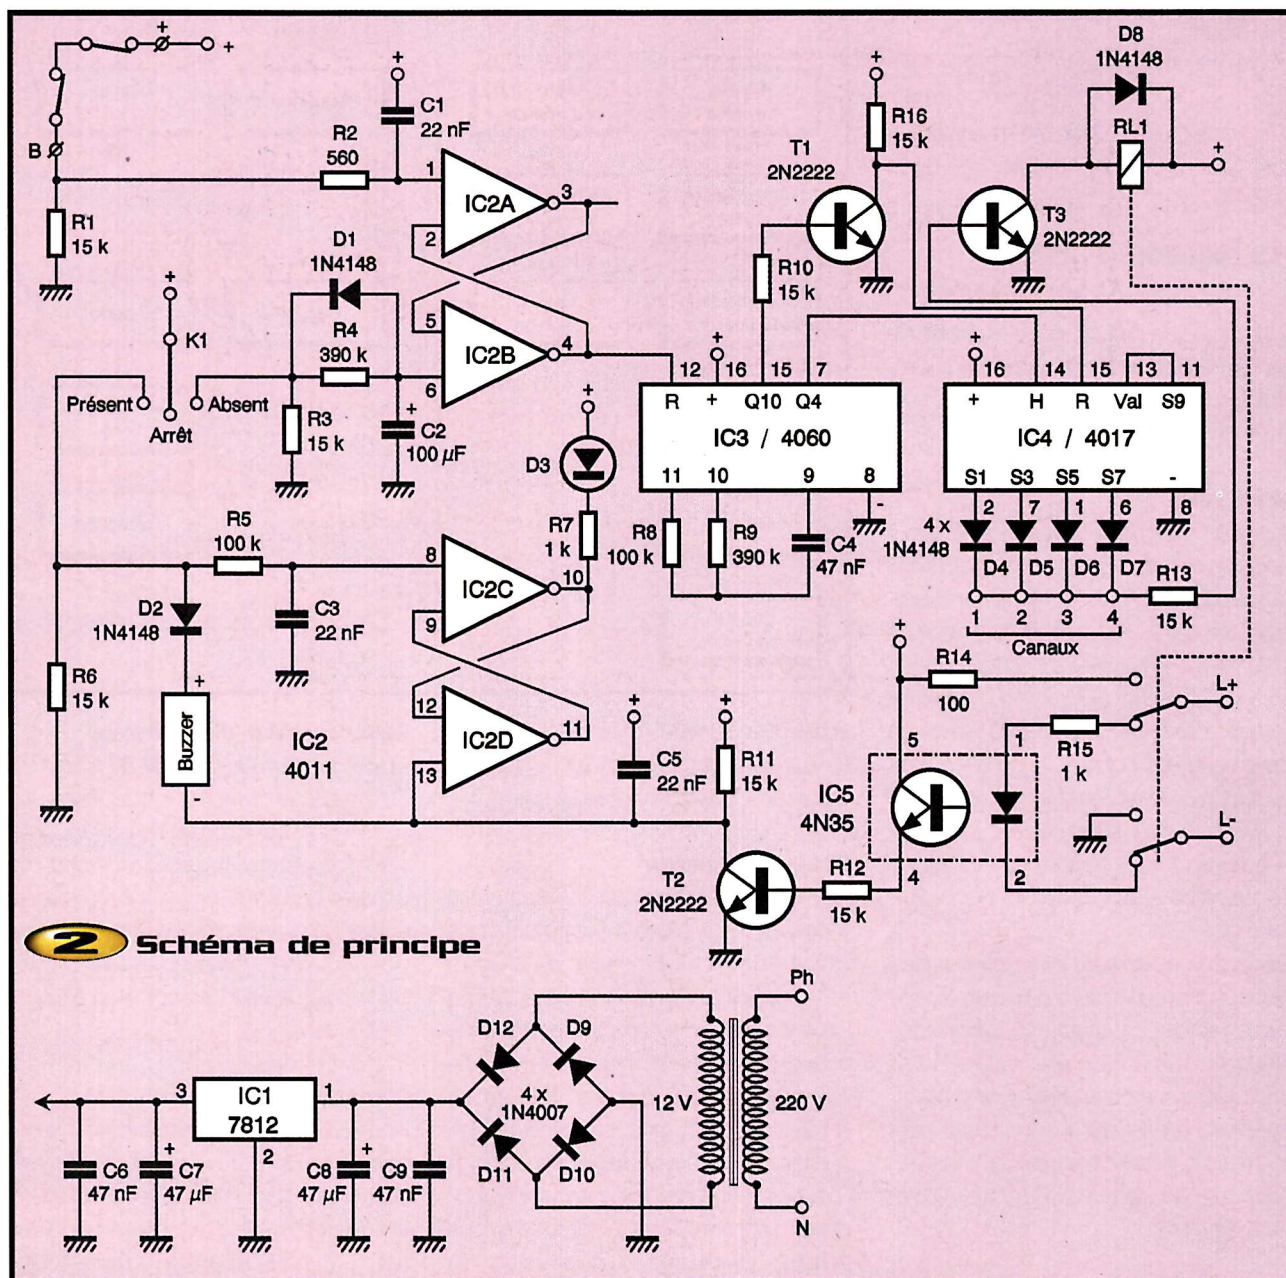 +
B
R1
15 k
R2
560
+
C1
22 nF
1
2
IC2A
3
D1
1N4148
R4
390 k
+
K1
Présent
Absent
Arrêt
R3
15 k
+
C2
100 µF
5
6
IC2B
4
+
D3
R7
1 k
R5
100 k
D2
1N4148
C3
22 nF
R6
15 k
+
Buzzer
-
IC2
4011
8
9
IC2C
10
12
13
IC2D
11
+
C5
22 nF
+
R11
15 k
T2
2N2222
R12
15 k
+
R16
15 k
T1
2N2222
R10
15 k
D8
1N4148
RL1
+
T3
2N2222
+
12
16
15
7
R
+
Q10
Q4
IC3 / 4060
11
10
9
8
-
R8
100 k
R9
390 k
C4
47 nF
+
16
14
15
13
11
+
H
R
Val
S9
IC4 / 4017
S1
S3
S5
S7
-
2
7
1
6
8
4 x
1N4148
D4
D5
D6
D7
R13
15 k
1
2
3
4
Canaux
+
R14
100
L+
R15
1 k
5
1
IC5
4N35
4
2
L-
2 Schéma de principe
3
IC1
7812
1
2
C6
47 nF
+
C7
47 µF
+
C8
47 µF
C9
47 nF
D12
D9
4 x
1N4007
D11
D10
12 V
220 V
Ph
N